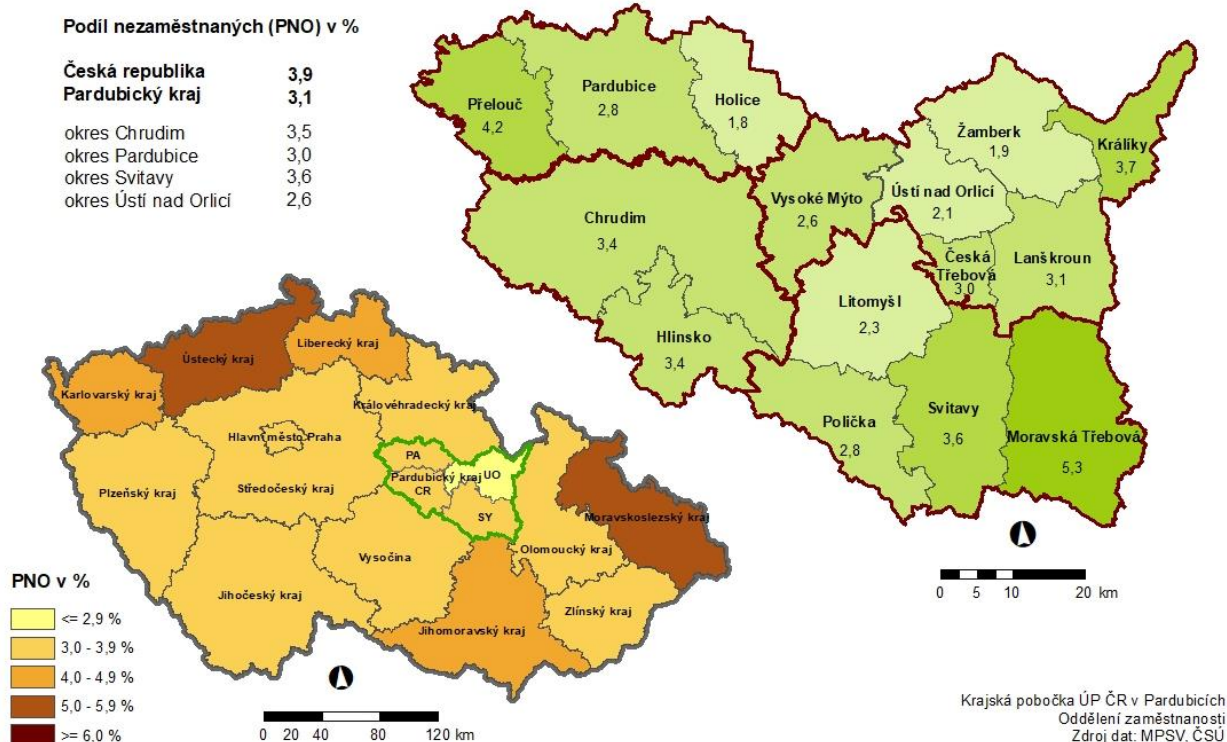 Podíl nezaměstnaných (PNO) v %
Česká republika 3,9
Pardubický kraj 3,1
okres Chrudim 3,5
okres Pardubice 3,0
okres Svitavy 3,6
okres Ústí nad Orlicí 2,6
Přelouč
4,2
Pardubice
2,8
Holice
1,8
Žamberk
1,9
Králíky
3,7
Vysoké Mýto
2,6
Ústí nad Orlicí
2,1
Chrudim
3,4
Česká
Třebová
3,0
Lanškroun
3,1
Litomyšl
2,3
Hlinsko
3,4
Polička
2,8
Svitavy
3,6
Moravská Třebová
5,3
0 5 10 20 km
Ústecký kraj
Liberecký kraj
Karlovarský kraj
Královéhradecký kraj
Hlavní město Praha
PA
Pardubický kraj
UO
CR
Plzeňský kraj
Středočeský kraj
SY
Moravskoslezský kraj
Vysočina
Olomoucký kraj
Jihočeský kraj
Zlínský kraj
Jihomoravský kraj
PNO v %
<= 2,9 %
3,0 - 3,9 %
4,0 - 4,9 %
5,0 - 5,9 %
>= 6,0 %
0 20 40 80 120 km
Krajská pobočka ÚP ČR v Pardubicích
Oddělení zaměstnanosti
Zdroj dat: MPSV, ČSÚ